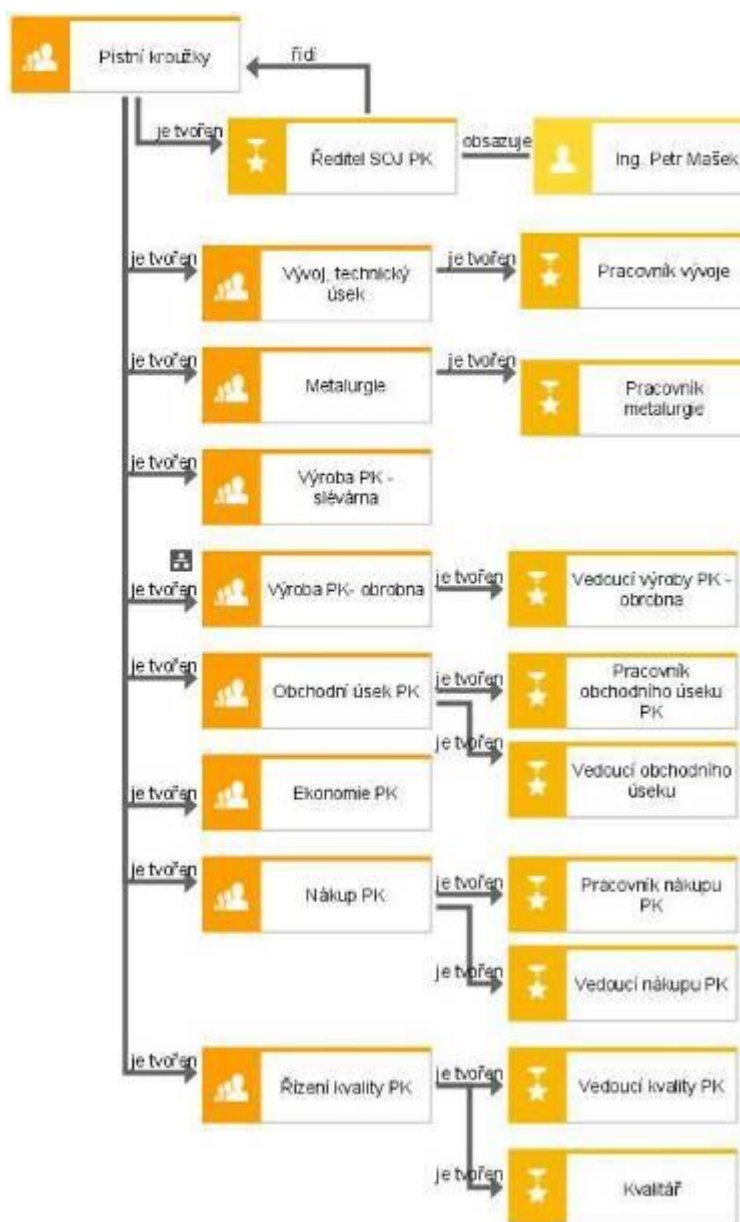 Pístní kroužky
řídí
je tvořen
Ředitel SOJ PK
obsazuje
Ing. Petr Mašek
je tvořen
Vývoj, technický
úsek
je tvořen
Pracovník vývoje
je tvořen
Metalurgie
je tvořen
Pracovník
metalurgie
je tvořen
Výroba PK -
slévárna
je tvořen
Výroba PK- obrobna
je tvořen
Vedoucí výroby PK -
obrobna
je tvořen
Obchodní úsek PK
je tvořen
Pracovník
obchodního úseku
PK
je tvořen
Vedoucí obchodního
úseku
je tvořen
Ekonomie PK
je tvořen
Nákup PK
je tvořen
Pracovník nákupu
PK
je tvořen
Vedoucí nákupu PK
je tvořen
Řízení kvality PK
je tvořen
Vedoucí kvality PK
je tvořen
Kvalitář